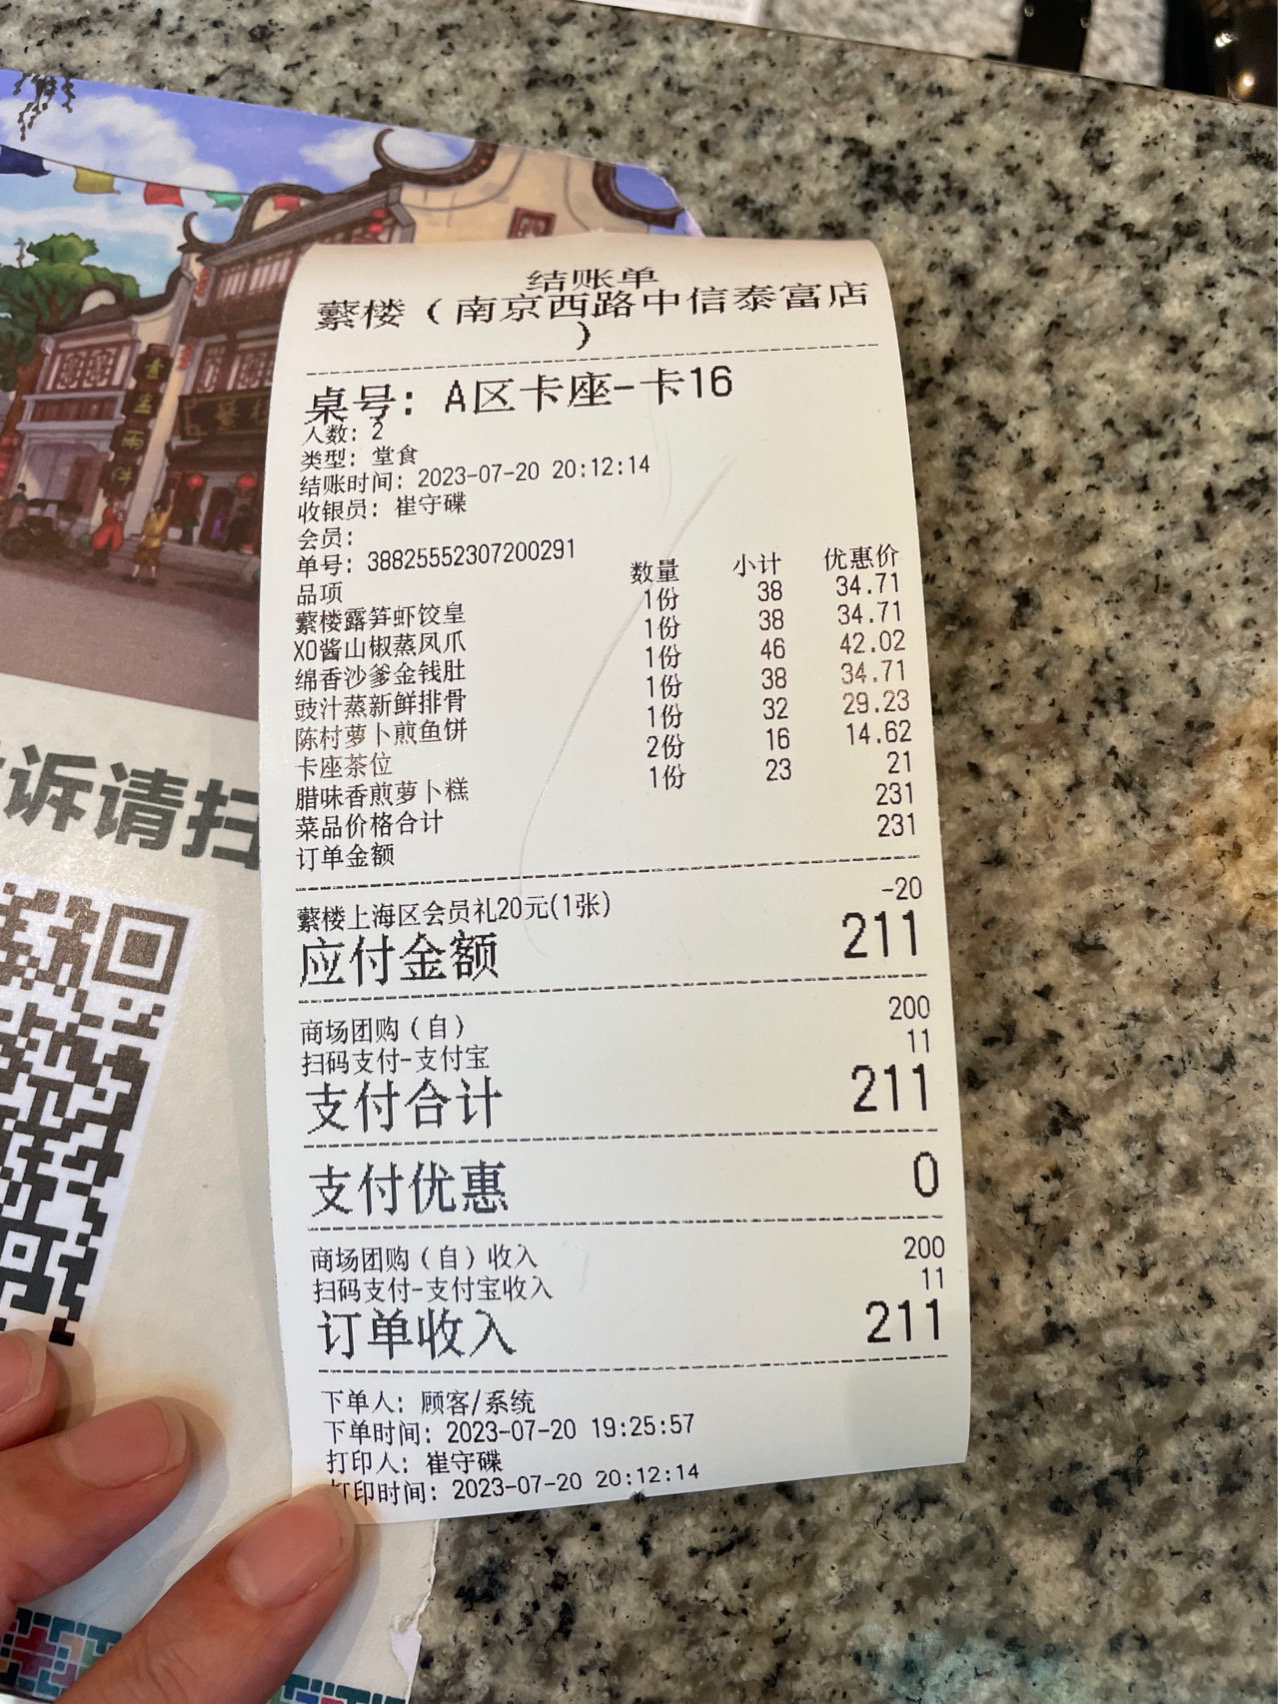 结账单
蘩楼（南京西路中信泰富店
）
桌号: A区卡座-卡16
人数: 2
类型: 堂食
结账时间: 2023-07-20 20:12:14
收银员: 崔守碟
会员:
单号: 38825552307200291
品项 数量 小计 优惠价
蘩楼露笋虾饺皇 1份 38 34.71
XO酱山椒蒸凤爪 1份 38 34.71
绵香沙爹金钱肚 1份 46 42.02
豉汁蒸新鲜排骨 1份 38 34.71
陈村萝卜煎鱼饼 1份 32 29.23
卡座茶位 2份 16 14.62
腊味香煎萝卜糕 1份 23 21
菜品价格合计 231
订单金额 231
蘩楼上海区会员礼20元(1张) -20
应付金额 211
商场团购（自） 200
扫码支付-支付宝 11
支付合计 211
支付优惠 0
商场团购（自）收入 200
扫码支付-支付宝收入 11
订单收入 211
下单人: 顾客/系统
下单时间: 2023-07-20 19:25:57
打印人: 崔守碟
打印时间: 2023-07-20 20:12:14
诉请扫